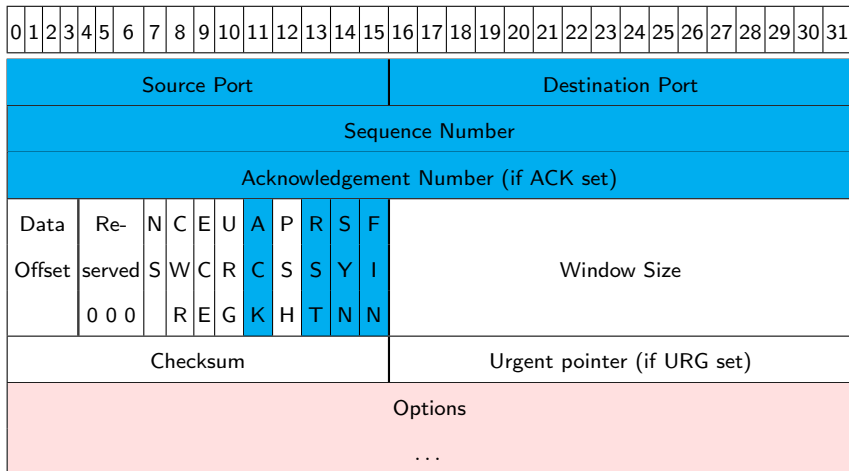 0 1 2 3 4 5 6 7 8 9 10 11 12 13 14 15 16 17 18 19 20 21 22 23 24 25 26 27 28 29 30 31
Source Port Destination Port
Sequence Number
Acknowledgement Number (if ACK set)
Data Re- N C E U A P R S F
Offset served S W C R C S S Y I Window Size
0 0 0 R E G K H T N N
Checksum Urgent pointer (if URG set)
Options
...